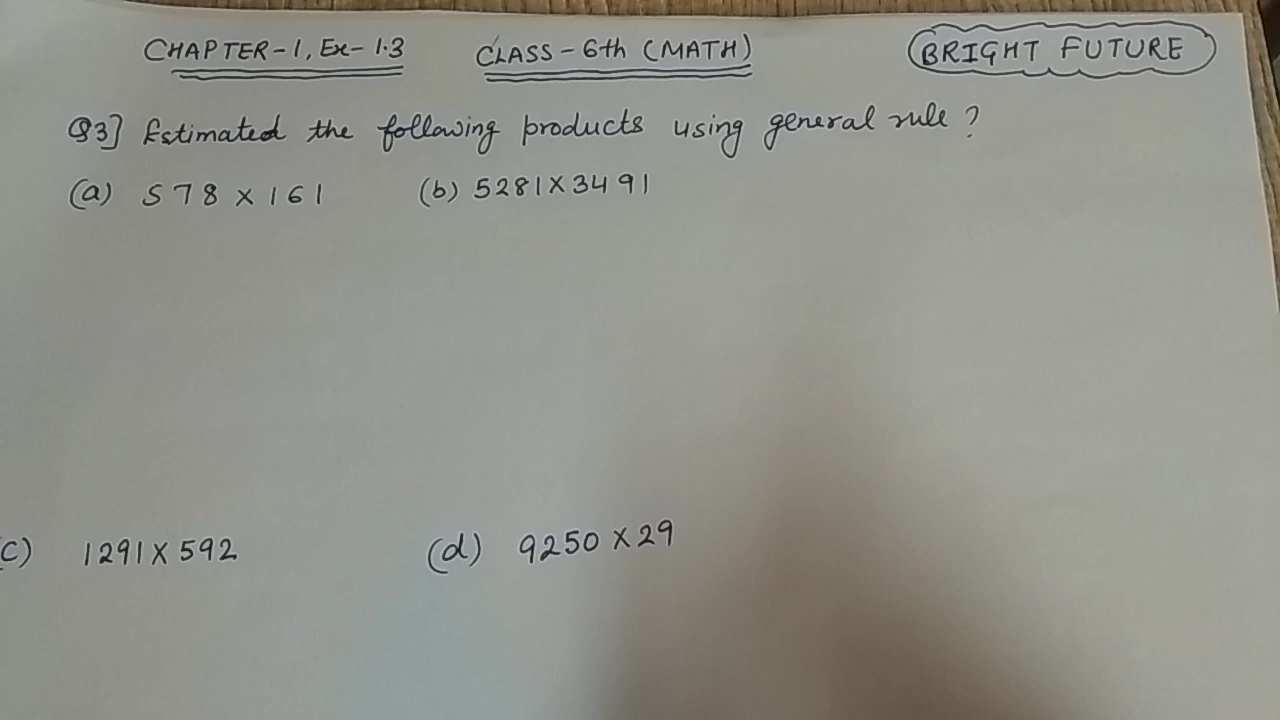 CHAPTER-1, Ex-1.3 CLASS-6th (MATH) BRIGHT FUTURE
Q3] Estimated the following products using general rule ?
(a) 578 × 161 (b) 5281 × 3491
(c) 1291 × 592 (d) 9250 × 29